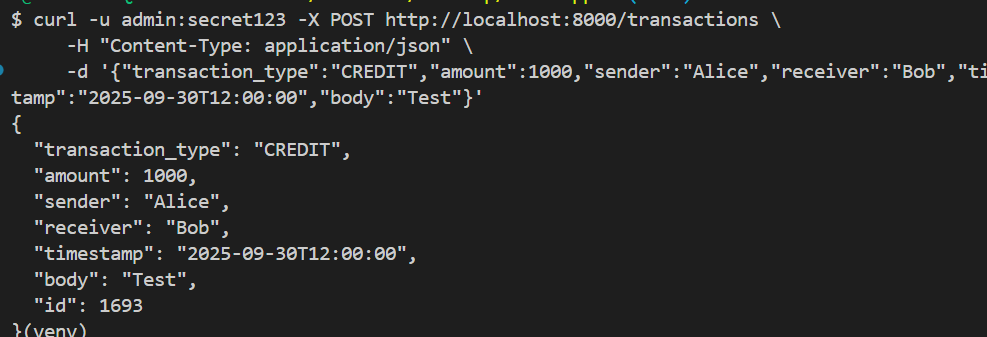 $ curl -u admin:secret123 -X POST http://localhost:8000/transactions \
     -H "Content-Type: application/json" \
     -d '{"transaction_type":"CREDIT","amount":1000,"sender":"Alice","receiver":"Bob","ti
tamp":"2025-09-30T12:00:00","body":"Test"}'
{
  "transaction_type": "CREDIT",
  "amount": 1000,
  "sender": "Alice",
  "receiver": "Bob",
  "timestamp": "2025-09-30T12:00:00",
  "body": "Test",
  "id": 1693
}(venv)